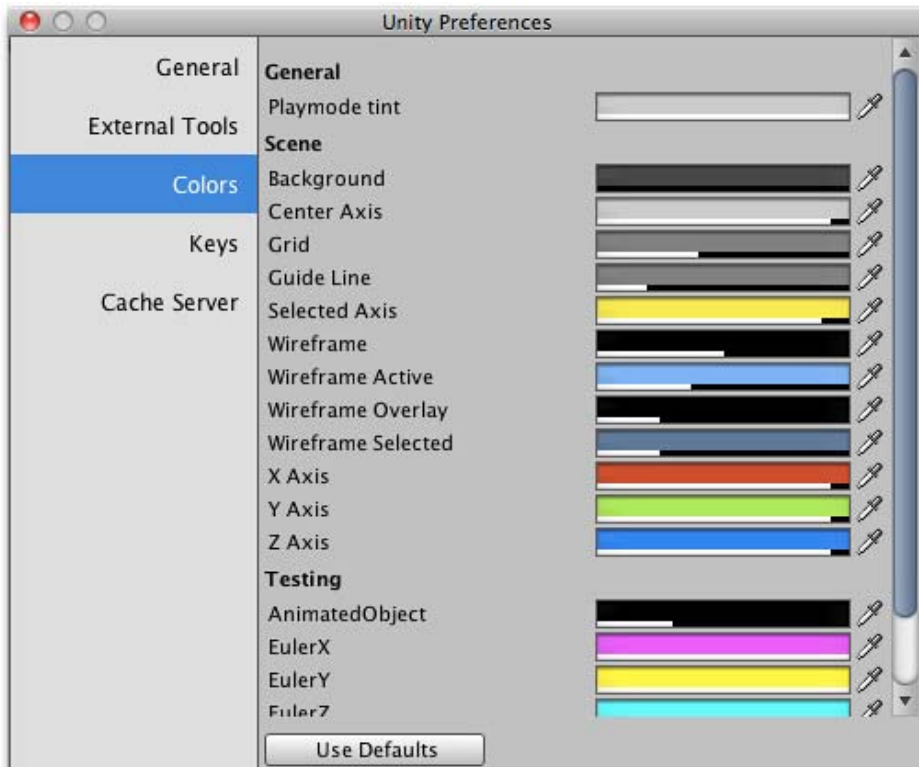 Unity Preferences
General
External Tools
Colors
Keys
Cache Server
General
Playmode tint
Scene
Background
Center Axis
Grid
Guide Line
Selected Axis
Wireframe
Wireframe Active
Wireframe Overlay
Wireframe Selected
X Axis
Y Axis
Z Axis
Testing
AnimatedObject
EulerX
EulerY
EulerZ
Use Defaults